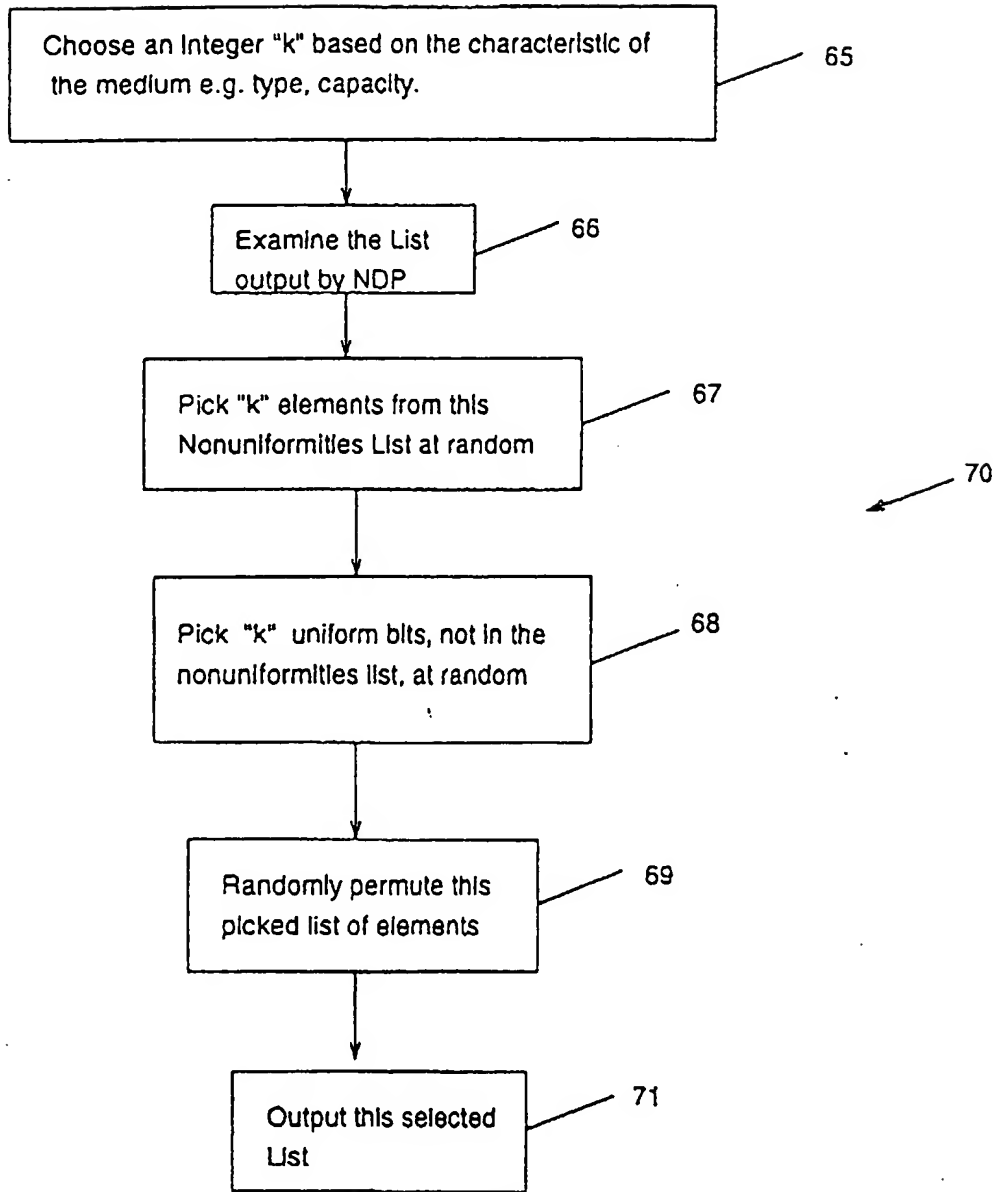 Choose an Integer "k" based on the characteristic of
the medium e.g. type, capacity.
65
Examine the List
output by NDP
66
Pick "k" elements from this
Nonuniformities List at random
67
70
Pick "k" uniform bits, not in the
nonuniformities list, at random
68
Randomly permute this
picked list of elements
69
Output this selected
List
71